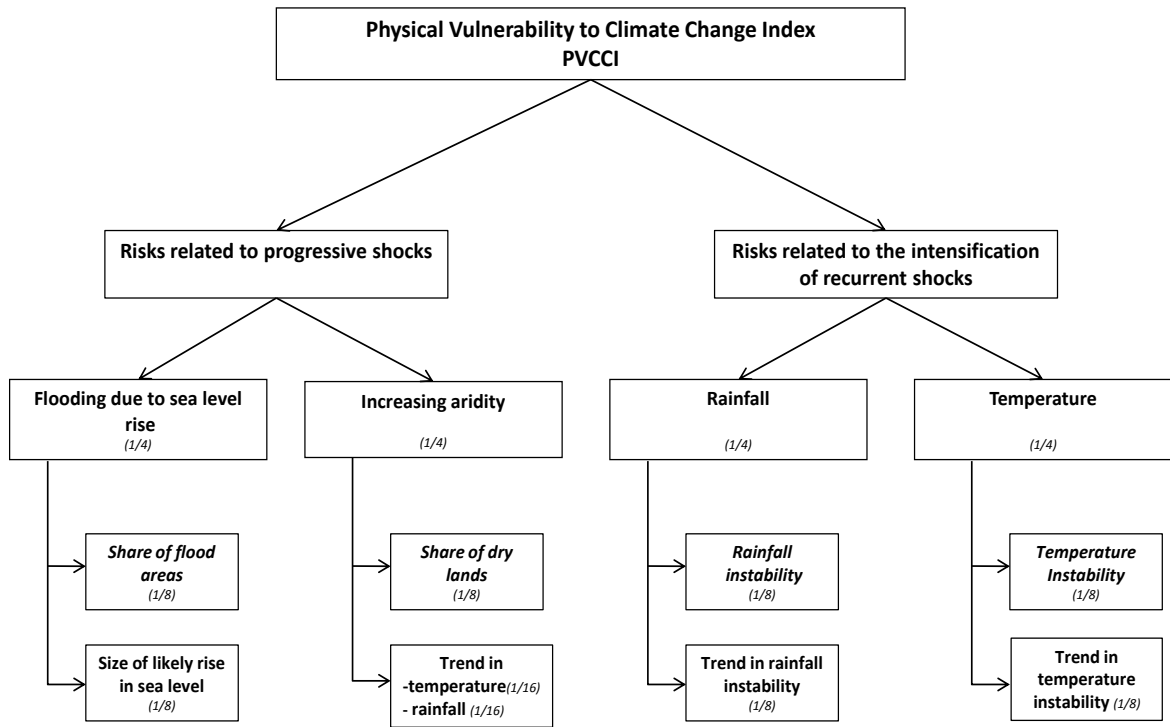 Physical Vulnerability to Climate Change Index
PVCCI
Risks related to progressive shocks
Risks related to the intensification
of recurrent shocks
Flooding due to sea level
rise
(1/4)
Increasing aridity
(1/4)
Rainfall
(1/4)
Temperature
(1/4)
Share of flood
areas
(1/8)
Share of dry
lands
(1/8)
Rainfall
instability
(1/8)
Temperature
Instability
(1/8)
Size of likely rise
in sea level
(1/8)
Trend in
-temperature(1/16)
- rainfall (1/16)
Trend in rainfall
instability
(1/8)
Trend in
temperature
instability (1/8)